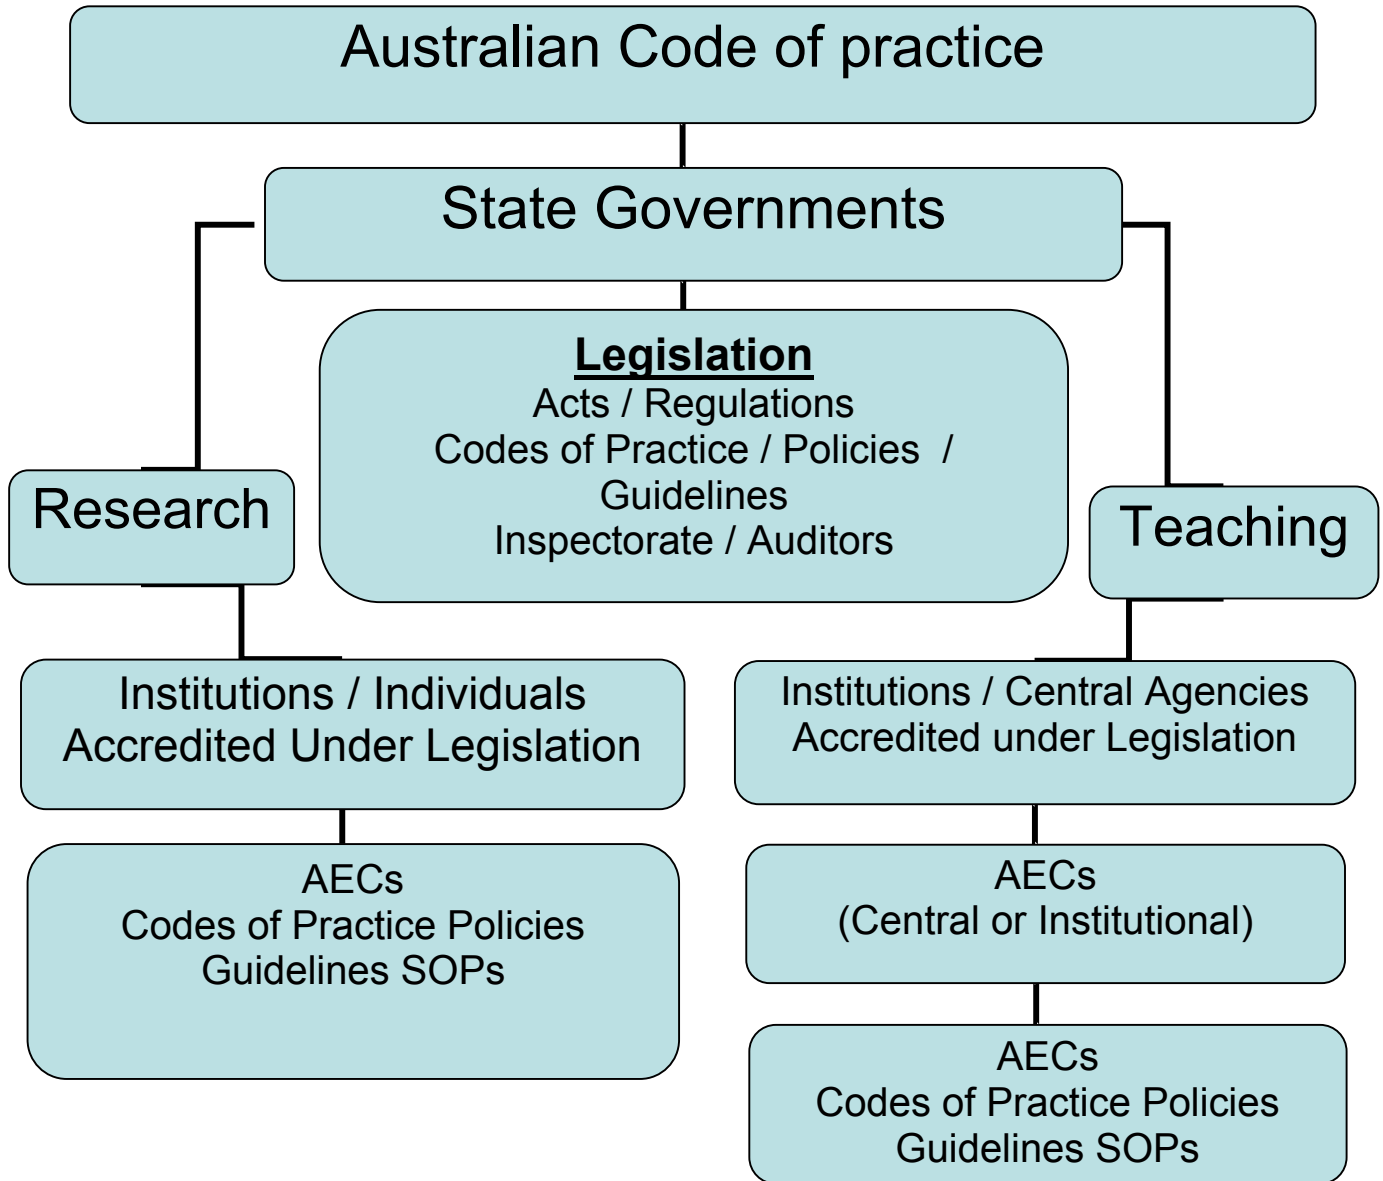 Australian Code of practice
State Governments
Legislation
Acts / Regulations
Codes of Practice / Policies /
Guidelines
Inspectorate / Auditors
Research
Teaching
Institutions / Individuals
Accredited Under Legislation
Institutions / Central Agencies
Accredited under Legislation
AECs
Codes of Practice Policies
Guidelines SOPs
AECs
(Central or Institutional)
AECs
Codes of Practice Policies
Guidelines SOPs